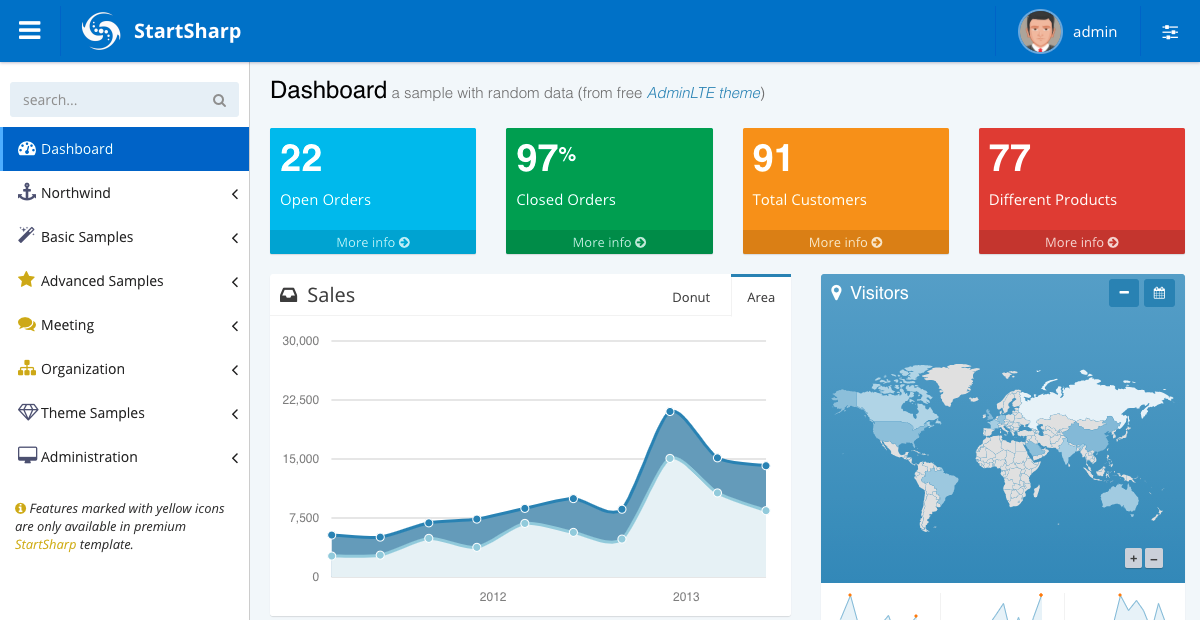 StartSharp
admin
search...
Dashboard
Northwind
Basic Samples
Advanced Samples
Meeting
Organization
Theme Samples
Administration
Features marked with yellow icons
are only available in premium
StartSharp template.
Dashboard a sample with random data (from free AdminLTE theme)
22
Open Orders
More info
97%
Closed Orders
More info
91
Total Customers
More info
77
Different Products
More info
Sales
Donut
Area
30,000
22,500
15,000
7,500
0
2012
2013
Visitors
+
−